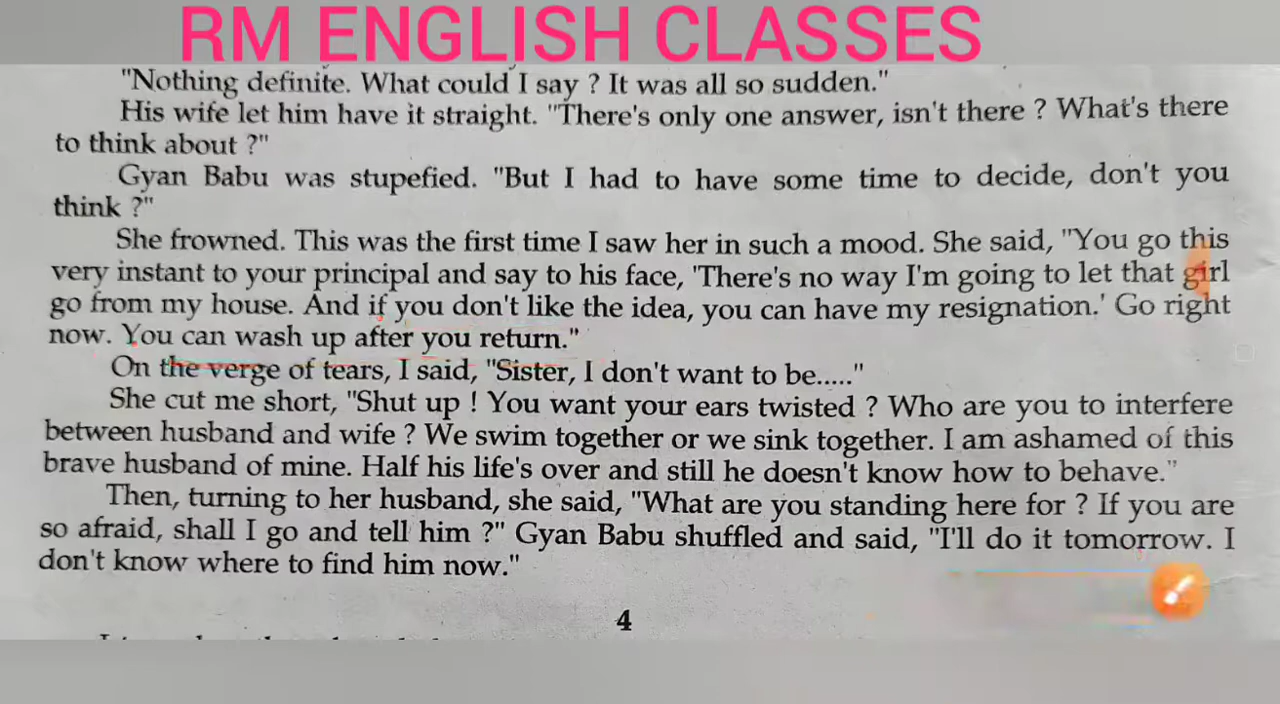 RM ENGLISH CLASSES
"Nothing definite. What could I say ? It was all so sudden."
His wife let him have it straight. "There's only one answer, isn't there ? What's there
to think about ?"
Gyan Babu was stupefied. "But I had to have some time to decide, don't you
think ?"
She frowned. This was the first time I saw her in such a mood. She said, "You go this
very instant to your principal and say to his face, 'There's no way I'm going to let that girl
go from my house. And if you don't like the idea, you can have my resignation.' Go right
now. You can wash up after you return."
On the verge of tears, I said, "Sister, I don't want to be....."
She cut me short, "Shut up ! You want your ears twisted ? Who are you to interfere
between husband and wife ? We swim together or we sink together. I am ashamed of this
brave husband of mine. Half his life's over and still he doesn't know how to behave."
Then, turning to her husband, she said, "What are you standing here for ? If you are
so afraid, shall I go and tell him ?" Gyan Babu shuffled and said, "I'll do it tomorrow. I
don't know where to find him now."
4